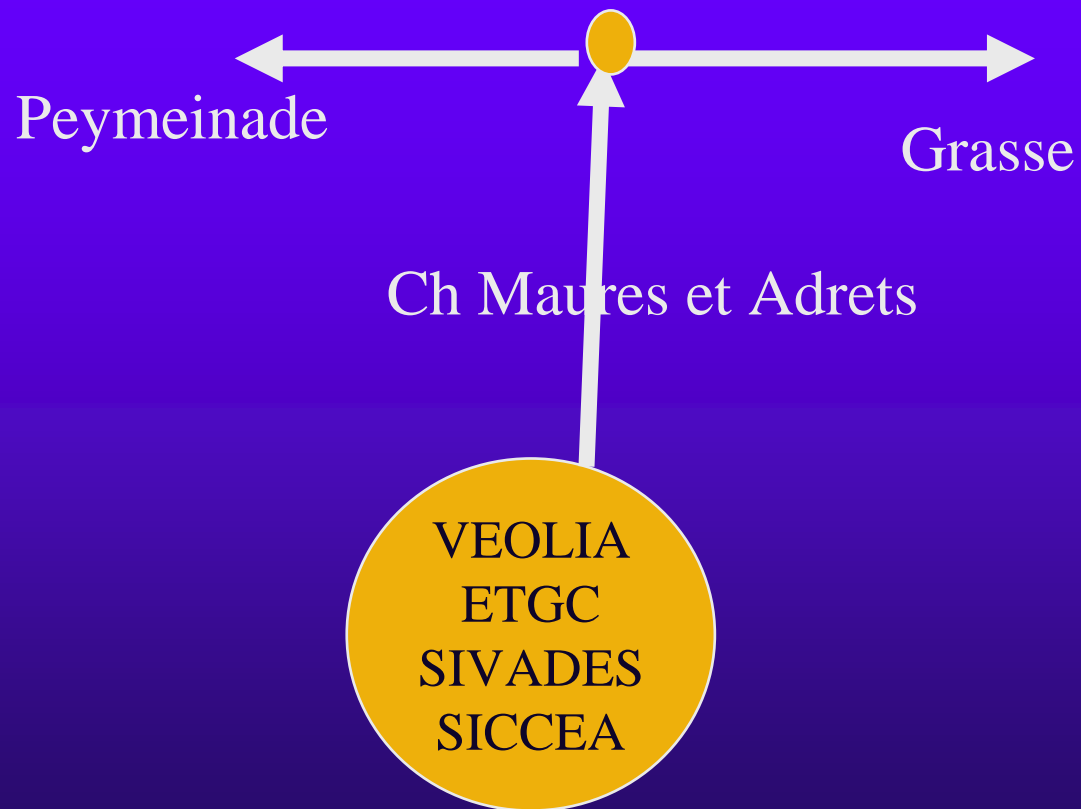 Peymeinade
Grasse
Ch Maures et Adrets
VEOLIA
ETGC
SIVADES
SICCEA